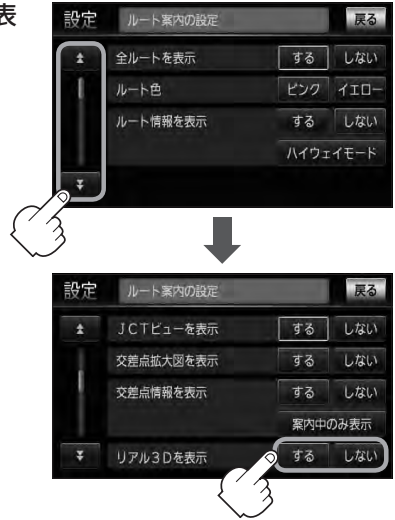 表
設定 ルート案内の設定 戻る
全ルートを表示 する しない
ルート色 ピンク イエロー
ルート情報を表示 する しない
ハイウェイモード
設定 ルート案内の設定 戻る
JCTビューを表示 する しない
交差点拡大図を表示 する しない
交差点情報を表示 する しない
案内中のみ表示
リアル3Dを表示 する しない